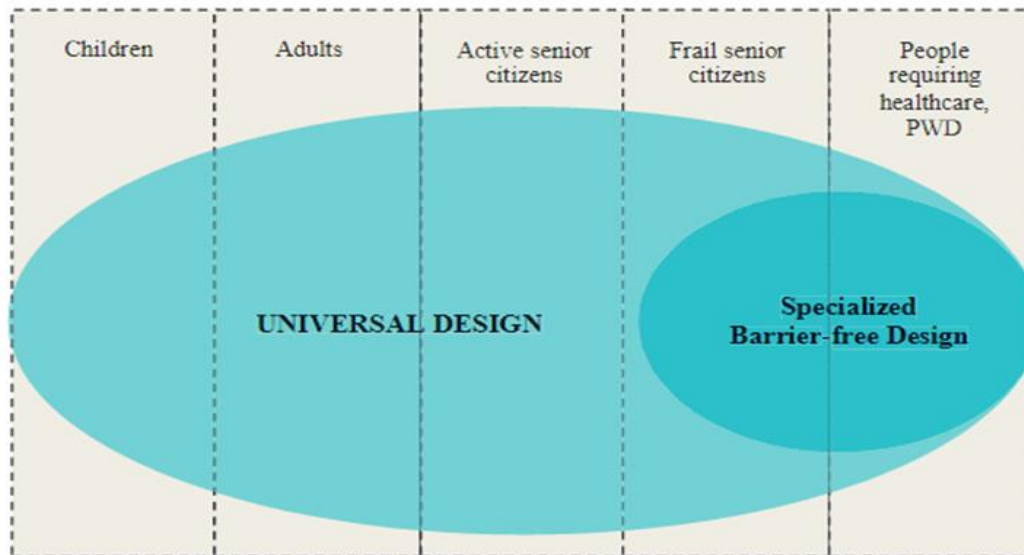 Children
Adults
Active senior
citizens
Frail senior
citizens
People
requiring
healthcare,
PWD
UNIVERSAL DESIGN
Specialized
Barrier-free Design